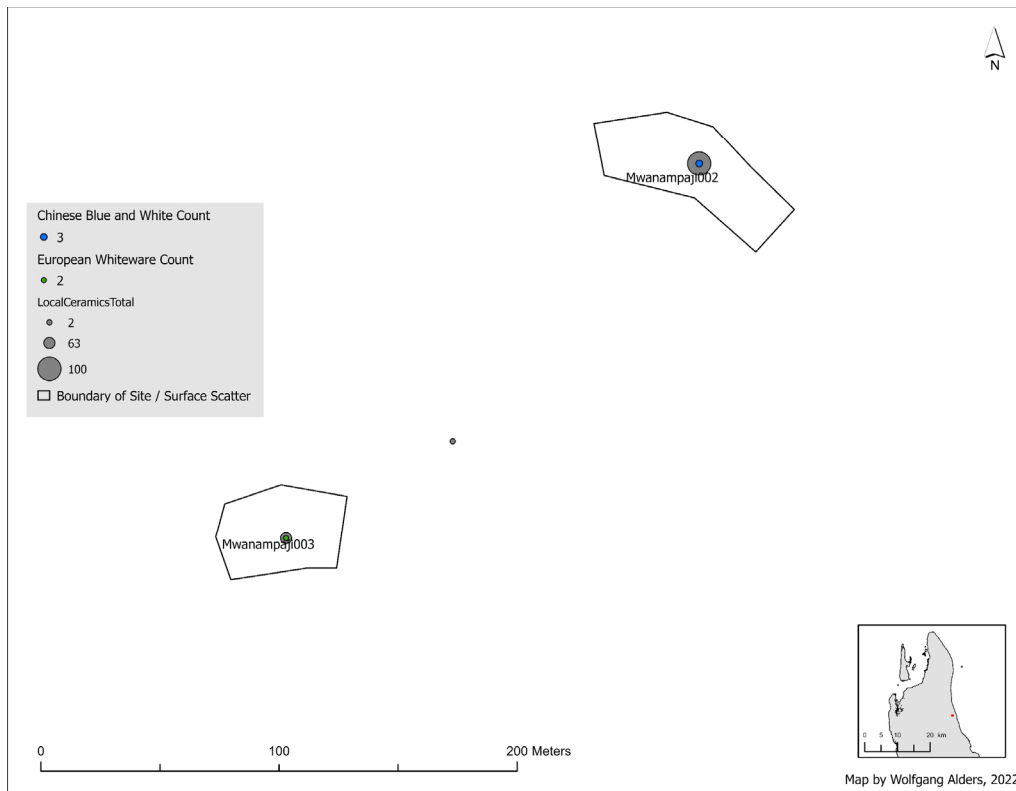 N
Mwanampaji002
Chinese Blue and White Count
3
European Whiteware Count
2
LocalCeramicsTotal
2
63
100
Boundary of Site / Surface Scatter
Mwanampaji003
0 100 200 Meters
0 5 10 20 km
Map by Wolfgang Alders, 2022